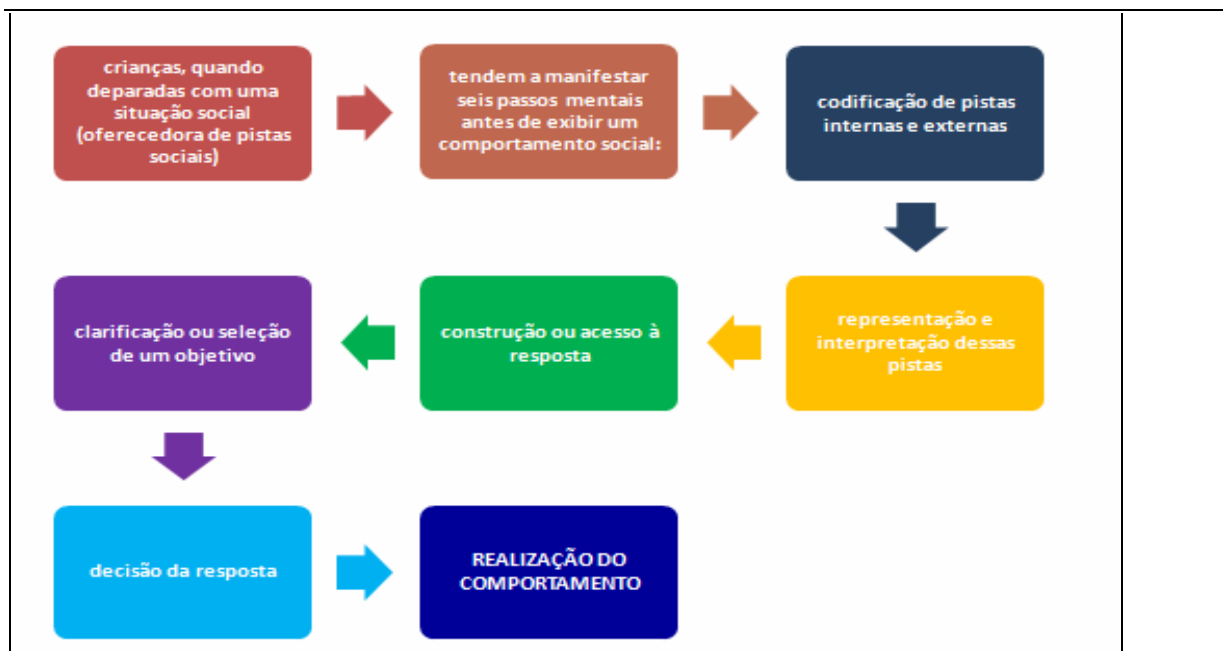 crianças, quando
deparadas com uma
situação social
(oferecedora de pistas
sociais)
tendem a manifestar
seis passos mentais
antes de exibir um
comportamento social:
codificação de pistas
internas e externas
representação e
interpretação dessas
pistas
construção ou acesso à
resposta
clarificação ou seleção
de um objetivo
decisão da resposta
REALIZAÇÃO DO
COMPORTAMENTO